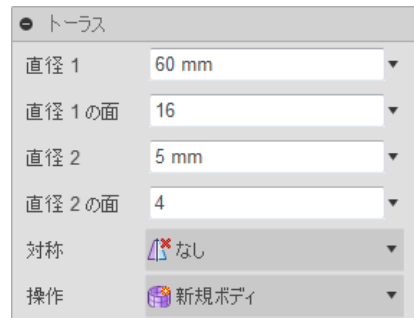 トーラス
直径 1 60 mm
直径 1 の面 16
直径 2 5 mm
直径 2 の面 4
対称 なし
操作 新規ボディ